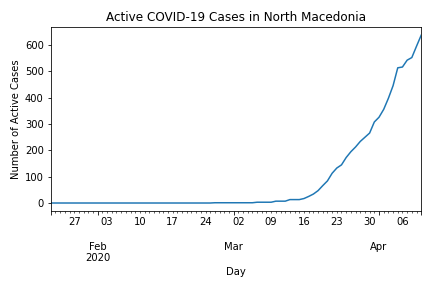 Active COVID-19 Cases in North Macedonia
Number of Active Cases
600
500
400
300
200
100
0
27 03 10 17 24 02 09 16 23 30 06
Feb Mar Apr
2020
Day